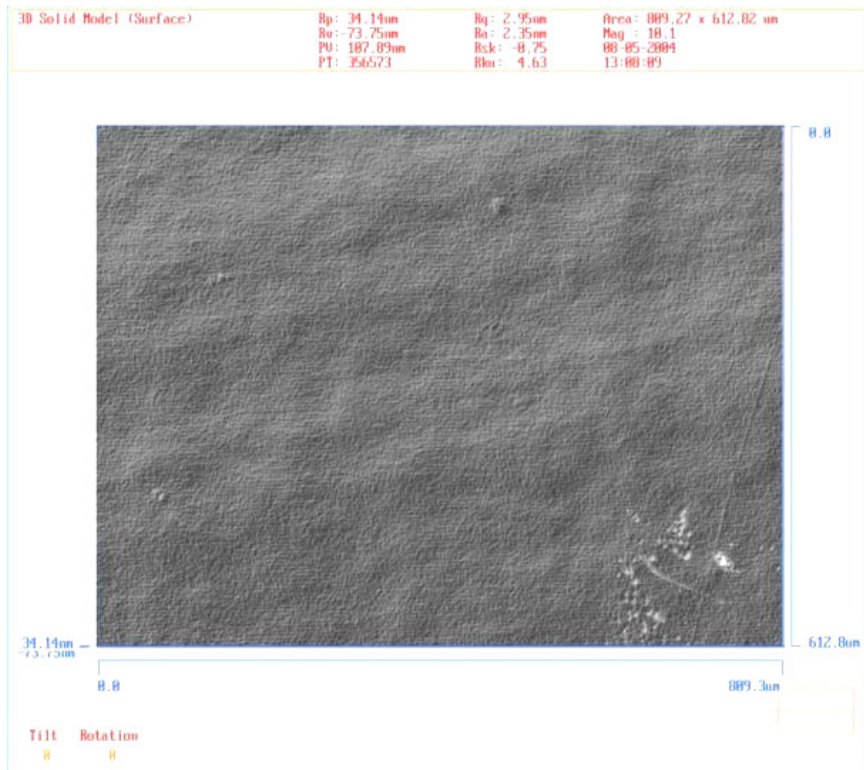 3D Solid Model (Surface)
Rp: 34.14nm Rq: 2.95nm Area: 809.27 x 612.82 um
Rv:-73.75nm Ra: 2.35nm Mag : 10.1
PV: 107.89nm Rsk: -0.75 08-05-2004
PT: 356573 Rku: 4.63 13:08:09
0.0
34.14nm
-73.75nm
612.8um
0.0 809.3um
Tilt Rotation
0 0